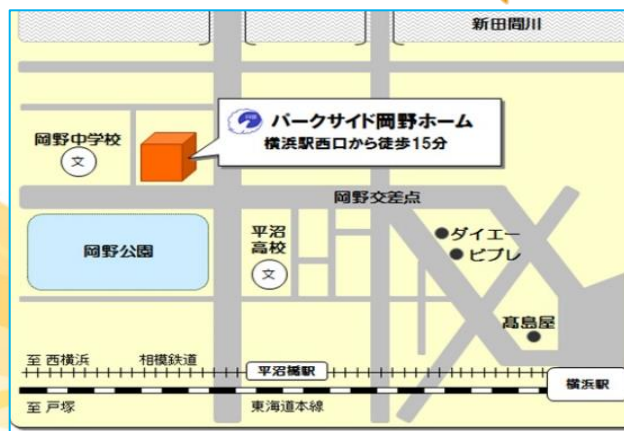 新田間川
パークサイド岡野ホーム
横浜駅西口から徒歩15分
岡野中学校
文
岡野交差点
岡野公園
平沼
高校
文
ダイエー
ビブレ
髙島屋
至 西横浜
相模鉄道
平沼橋駅
横浜駅
至 戸塚
東海道本線